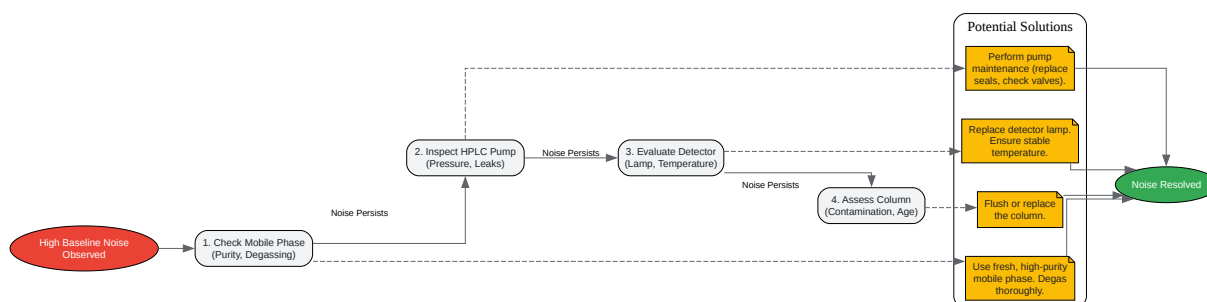 Potential Solutions
Perform pump
maintenance (replace
seals, check valves).
2. Inspect HPLC Pump
(Pressure, Leaks)
Noise Persists
3. Evaluate Detector
(Lamp, Temperature)
Replace detector lamp.
Ensure stable
temperature.
Noise Persists
Noise Resolved
4. Assess Column
(Contamination, Age)
Flush or replace
the column.
Noise Persists
High Baseline Noise
Observed
1. Check Mobile Phase
(Purity, Degassing)
Use fresh, high-purity
mobile phase. Degas
thoroughly.